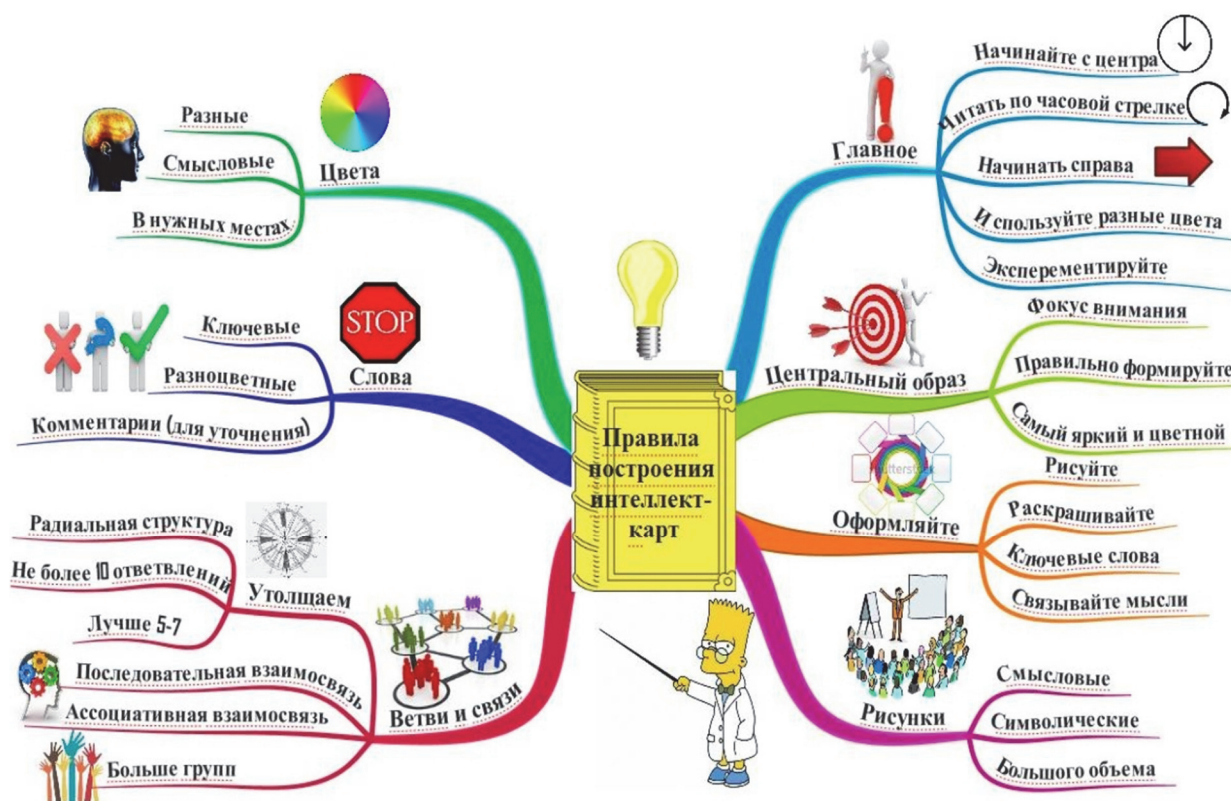 Правила
построения
интеллект-
карт
Главное
Начинайте с центра
Читать по часовой стрелке
Начинать справа
И спользуйте разные цвета
Эксперементируйте
Центральный образ
Фокус внимания
Правильно формируйте
Самый яркий и цветной
Оформляйте
Рисуйте
Раскрашивайте
Ключевые слова
Связывайте мысли
Рисунки
Смысловые
Символические
Большого объема
Ветви и связи
Утолщаем
Радиальная структура
Не более 10 ответвлений
Лучше 5-7
Последовательная взаимосвязь
Ассоциативная взаимосвязь
Больше групп
STOP
Слова
Ключевые
Разноцветные
Комментарии (для уточнения)
Цвета
Разные
Смысловые
В нужных местах